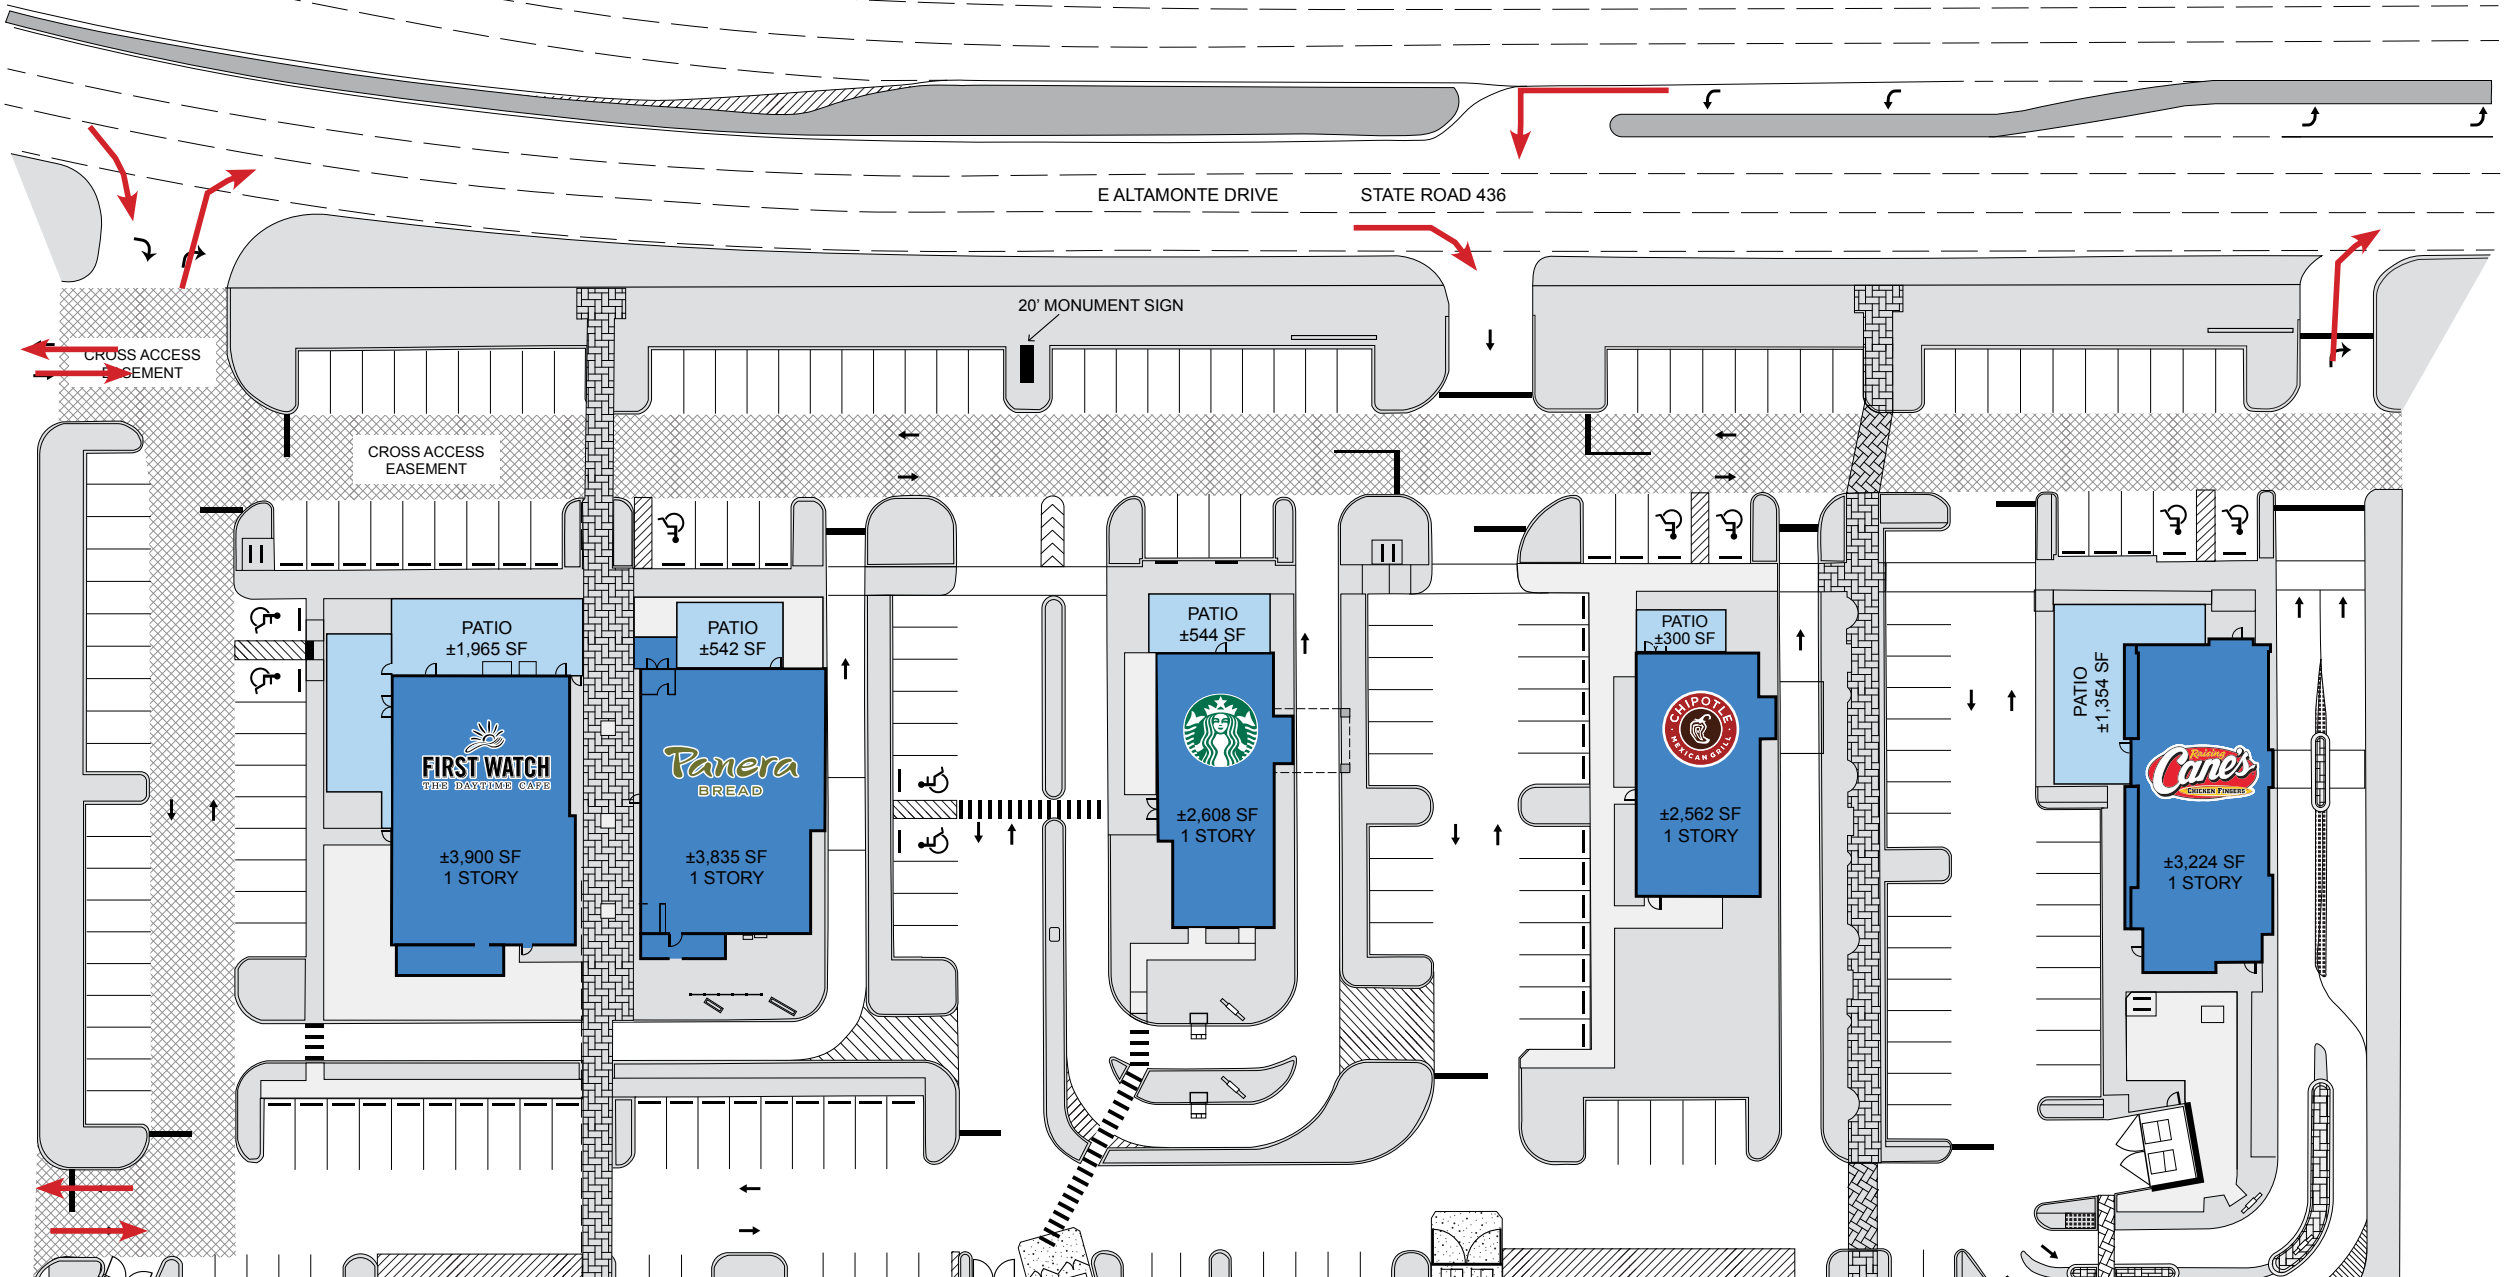 E ALTAMONTE DRIVE
STATE ROAD 436
20' MONUMENT SIGN
CROSS ACCESS
EASEMENT
CROSS ACCESS
EASEMENT
PATIO
±1,965 SF
FIRST WATCH
THE DAYTIME CAFE
±3,900 SF
1 STORY
PATIO
±542 SF
Panera
BREAD
±3,835 SF
1 STORY
PATIO
±544 SF
±2,608 SF
1 STORY
PATIO
±300 SF
CHIPOTLE
MEXICAN GRILL
±2,562 SF
1 STORY
PATIO
±1,354 SF
Raising
Cane's
CHICKEN FINGERS
±3,224 SF
1 STORY